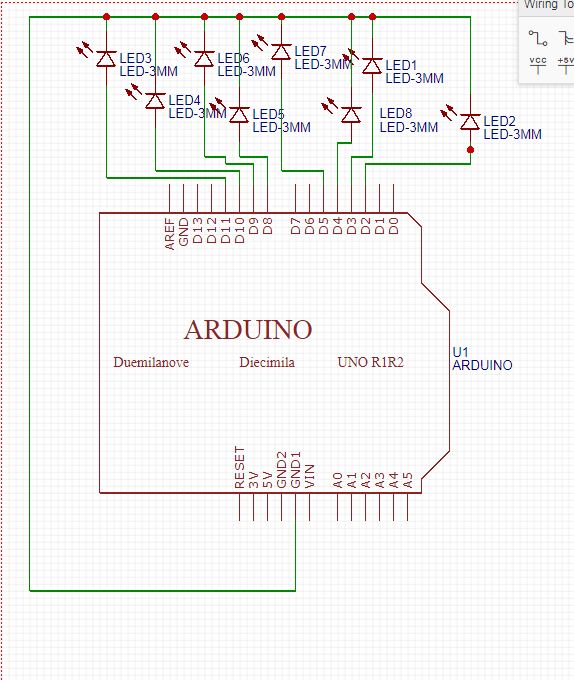 Wiring To
VCC
+5V
LED3
LED-3MM
LED6
LED-3MM
LED7
LED-3MM
LED1
LED-3MM
LED4
LED-3MM
LED5
LED-3MM
LED8
LED-3MM
LED2
LED-3MM
AREF
GND
D13
D12
D11
D10
D9
D8
D7
D6
D5
D4
D3
D2
D1
D0
ARDUINO
Duemilanove
Diecimila
UNO R1R2
U1
ARDUINO
RESET
3V
5V
GND2
GND1
VIN
A0
A1
A2
A3
A4
A5